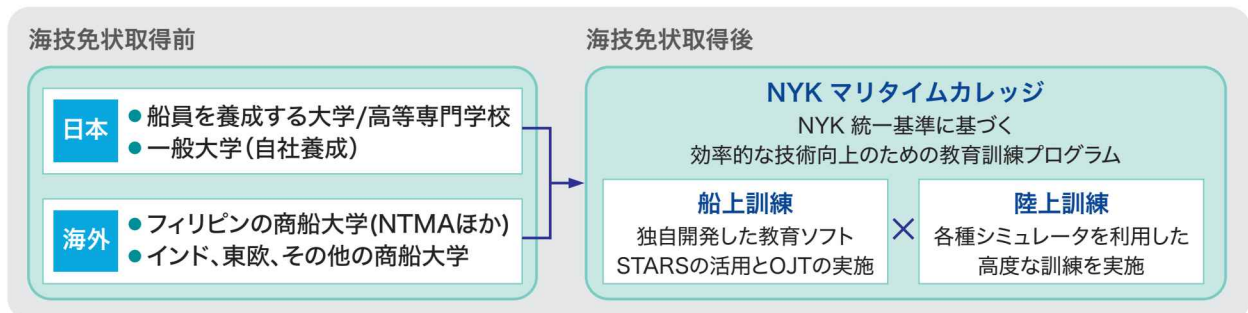 海技免状取得前
日本
●船員を養成する大学/高等専門学校
●一般大学(自社養成)
海外
●フィリピンの商船大学(NTMAほか)
●インド、東欧、その他の商船大学
海技免状取得後
NYK マリタイムカレッジ
NYK 統一基準に基づく
効率的な技術向上のための教育訓練プログラム
船上訓練
独自開発した教育ソフト
STARSの活用とOJTの実施
×
陸上訓練
各種シミュレータを利用した
高度な訓練を実施